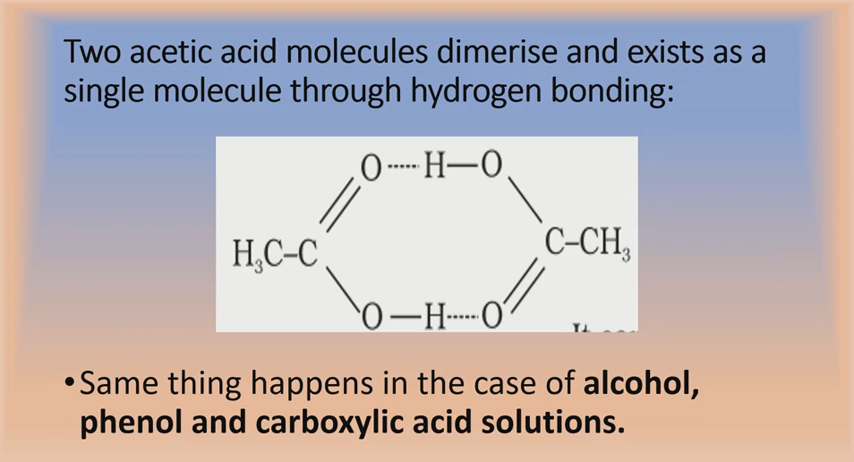 Two acetic acid molecules dimerise and exists as a
single molecule through hydrogen bonding:
O-----H—O
H₃C–C
C–CH₃
O—H-----O
• Same thing happens in the case of alcohol,
phenol and carboxylic acid solutions.